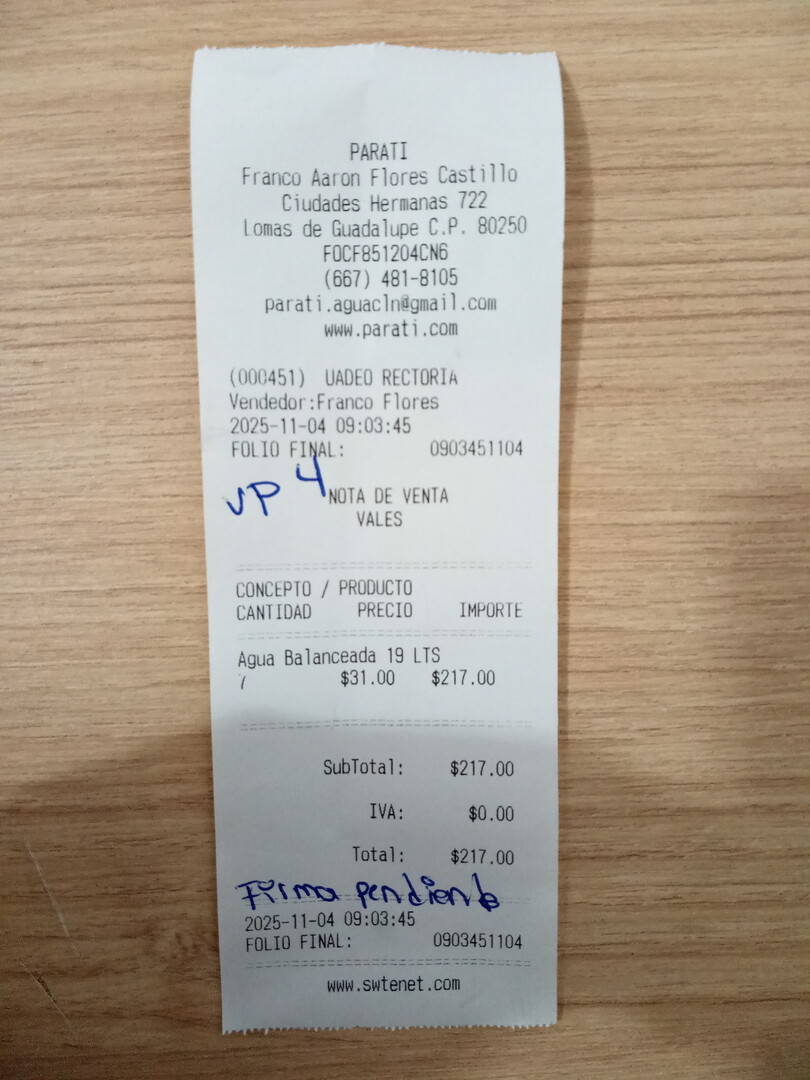 PARATI
Franco Aaron Flores Castillo
Ciudades Hermanas 722
Lomas de Guadalupe C.P. 80250
FOCF851204CN6
(667) 481-8105
parati.aguacln@gmail.com
www.parati.com
(000451) UADEO RECTORIA
Vendedor:Franco Flores
2025-11-04 09:03:45
FOLIO FINAL: 0903451104
VP 4
NOTA DE VENTA
VALES
CONCEPTO / PRODUCTO
CANTIDAD PRECIO IMPORTE
Agua Balanceada 19 LTS
7 $31.00 $217.00
SubTotal: $217.00
IVA: $0.00
Total: $217.00
Firma pendiente
2025-11-04 09:03:45
FOLIO FINAL: 0903451104
www.swtenet.com